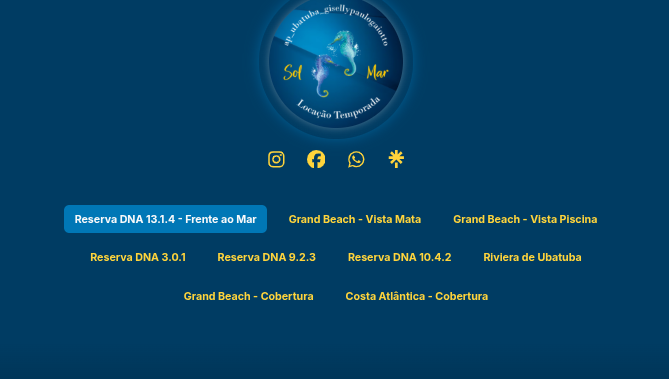 ap_ubatuba_gisellypaulogaiotto
Sol Mar
Locação Temporada
Reserva DNA 13.1.4 - Frente ao Mar Grand Beach - Vista Mata Grand Beach - Vista Piscina
Reserva DNA 3.0.1 Reserva DNA 9.2.3 Reserva DNA 10.4.2 Riviera de Ubatuba
Grand Beach - Cobertura Costa Atlântica - Cobertura